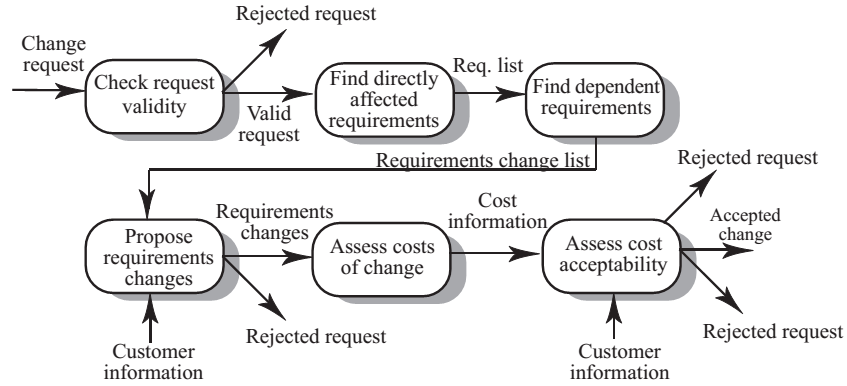 Rejected request
Change
request
Check request
validity
Valid
request
Find directly
affected
requirements
Req. list
Find dependent
requirements
Requirements change list
Rejected request
Propose
requirements
changes
Requirements
changes
Assess costs
of change
Cost
information
Assess cost
acceptability
Accepted
change
Rejected request
Rejected request
Customer
information
Customer
information